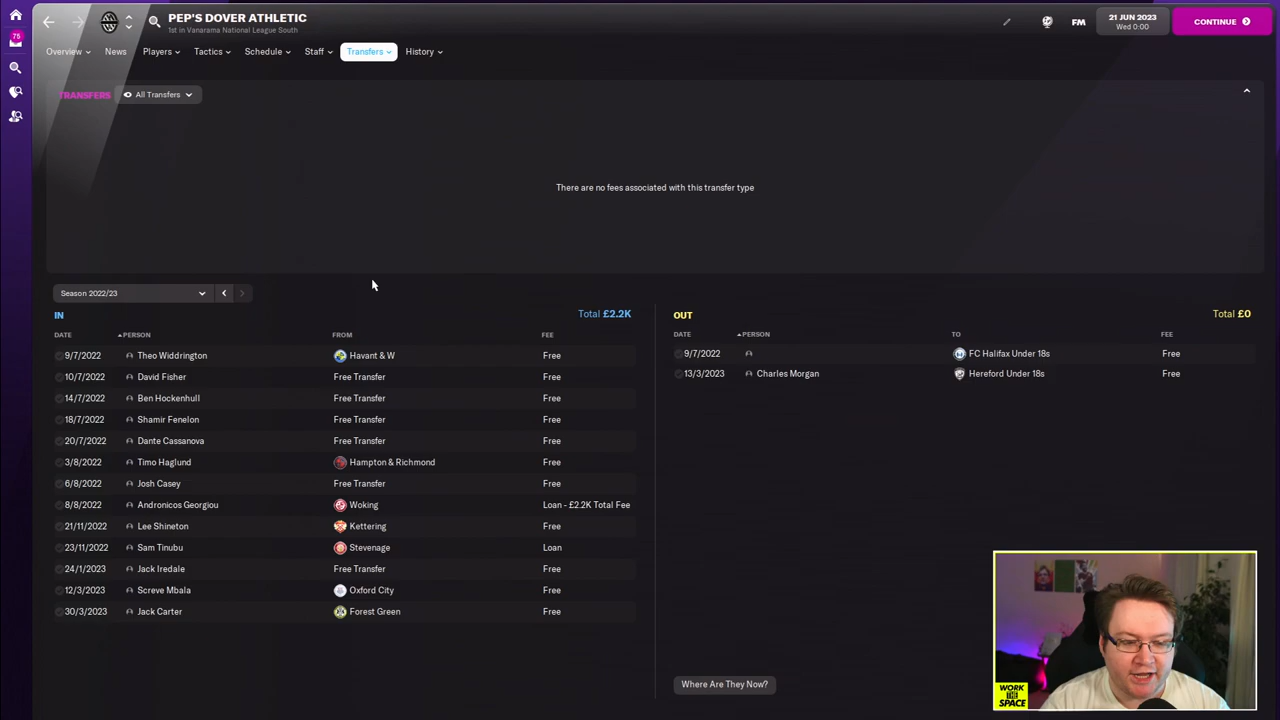 PEP'S DOVER ATHLETIC
1st in Vanarama National League South
FM
21 JUN 2023
Wed 0:00
CONTINUE
75
Overview
News
Players
Tactics
Schedule
Staff
Transfers
History
TRANSFERS
All Transfers
There are no fees associated with this transfer type
Season 2022/23
IN
Total £2.2K
DATE PERSON FROM FEE
9/7/2022 Theo Widdrington Havant & W Free
10/7/2022 David Fisher Free Transfer Free
14/7/2022 Ben Hockenhull Free Transfer Free
18/7/2022 Shamir Fenelon Free Transfer Free
20/7/2022 Dante Cassanova Free Transfer Free
3/8/2022 Timo Haglund Hampton & Richmond Free
6/8/2022 Josh Casey Free Transfer Free
8/8/2022 Andronicos Georgiou Woking Loan - £2.2K Total Fee
21/11/2022 Lee Shineton Kettering Free
23/11/2022 Sam Tinubu Stevenage Loan
24/1/2023 Jack Iredale Free Transfer Free
12/3/2023 Screve Mbala Oxford City Free
30/3/2023 Jack Carter Forest Green Free
OUT
Total £0
DATE PERSON TO FEE
9/7/2022 FC Halifax Under 18s Free
13/3/2023 Charles Morgan Hereford Under 18s Free
Where Are They Now?
WORK
THE
SPACE